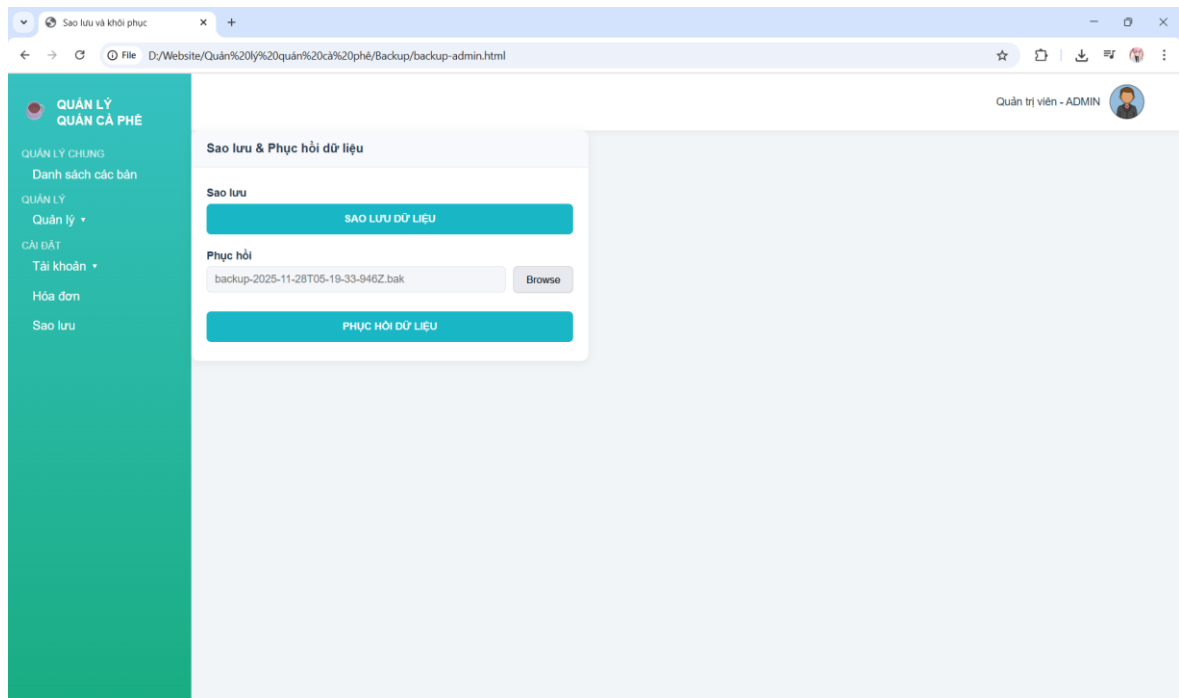 Sao lưu và khôi phục
File D:/Website/Quản%20lý%20quán%20cà%20phê/Backup/backup-admin.html
QUẢN LÝ
QUÁN CÀ PHÊ
Quản trị viên - ADMIN
QUẢN LÝ CHUNG
Danh sách các bàn
QUẢN LÝ
Quản lý
CÀI ĐẶT
Tài khoản
Hóa đơn
Sao lưu
Sao lưu & Phục hồi dữ liệu
Sao lưu
SAO LƯU DỮ LIỆU
Phục hồi
backup-2025-11-28T05-19-33-946Z.bak
Browse
PHỤC HỒI DỮ LIỆU